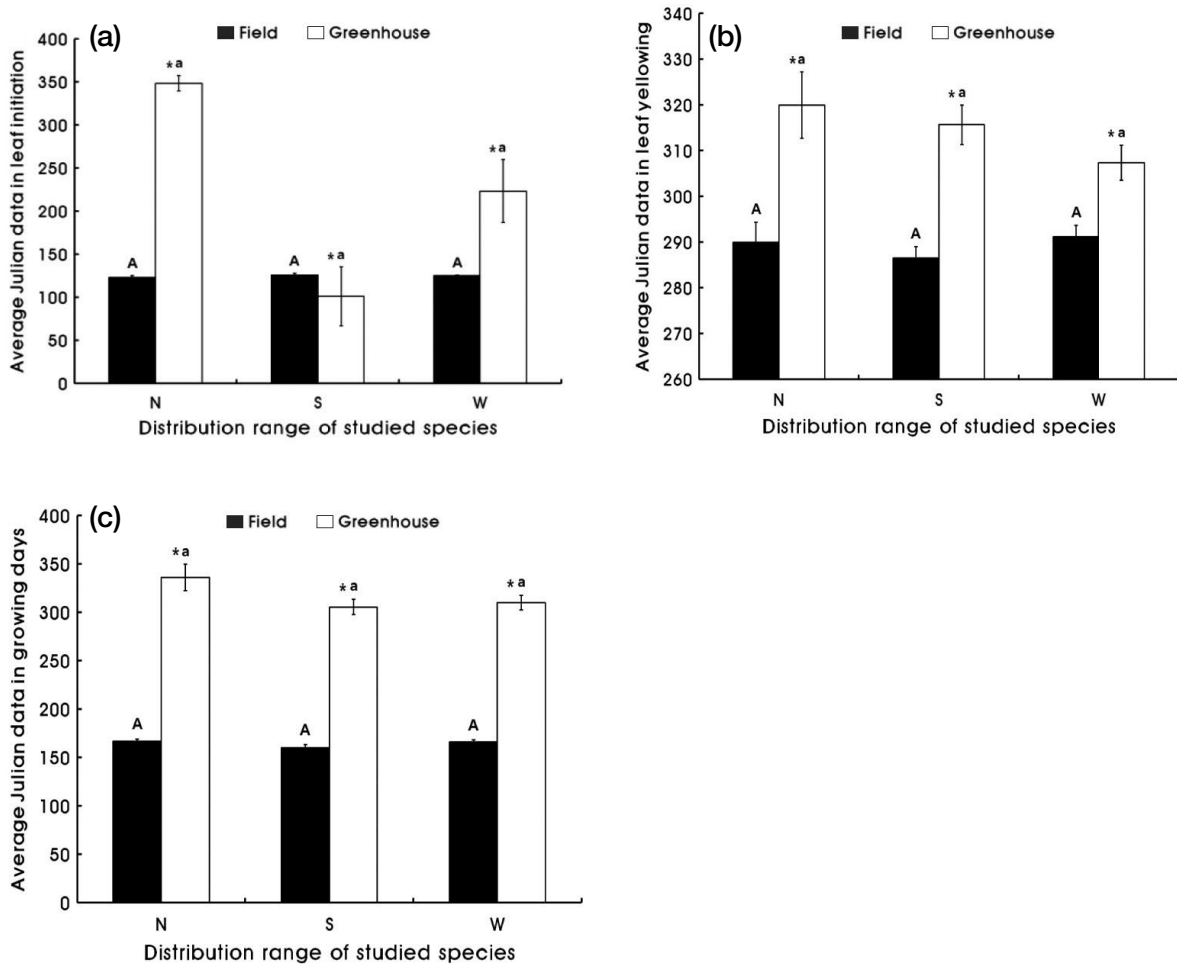 (a)
Field Greenhouse
Average Julian data in leaf initiation
400
350
300
250
200
150
100
50
0
*a
A
A
*a
A
*a
N S W
Distribution range of studied species
(b)
Field Greenhouse
Average Julian data in leaf yellowing
340
330
320
310
300
290
280
270
260
A
*a
A
*a
A
*a
N S W
Distribution range of studied species
(c)
Field Greenhouse
Average Julian data in growing days
400
350
300
250
200
150
100
50
0
A
*a
A
*a
A
*a
N S W
Distribution range of studied species